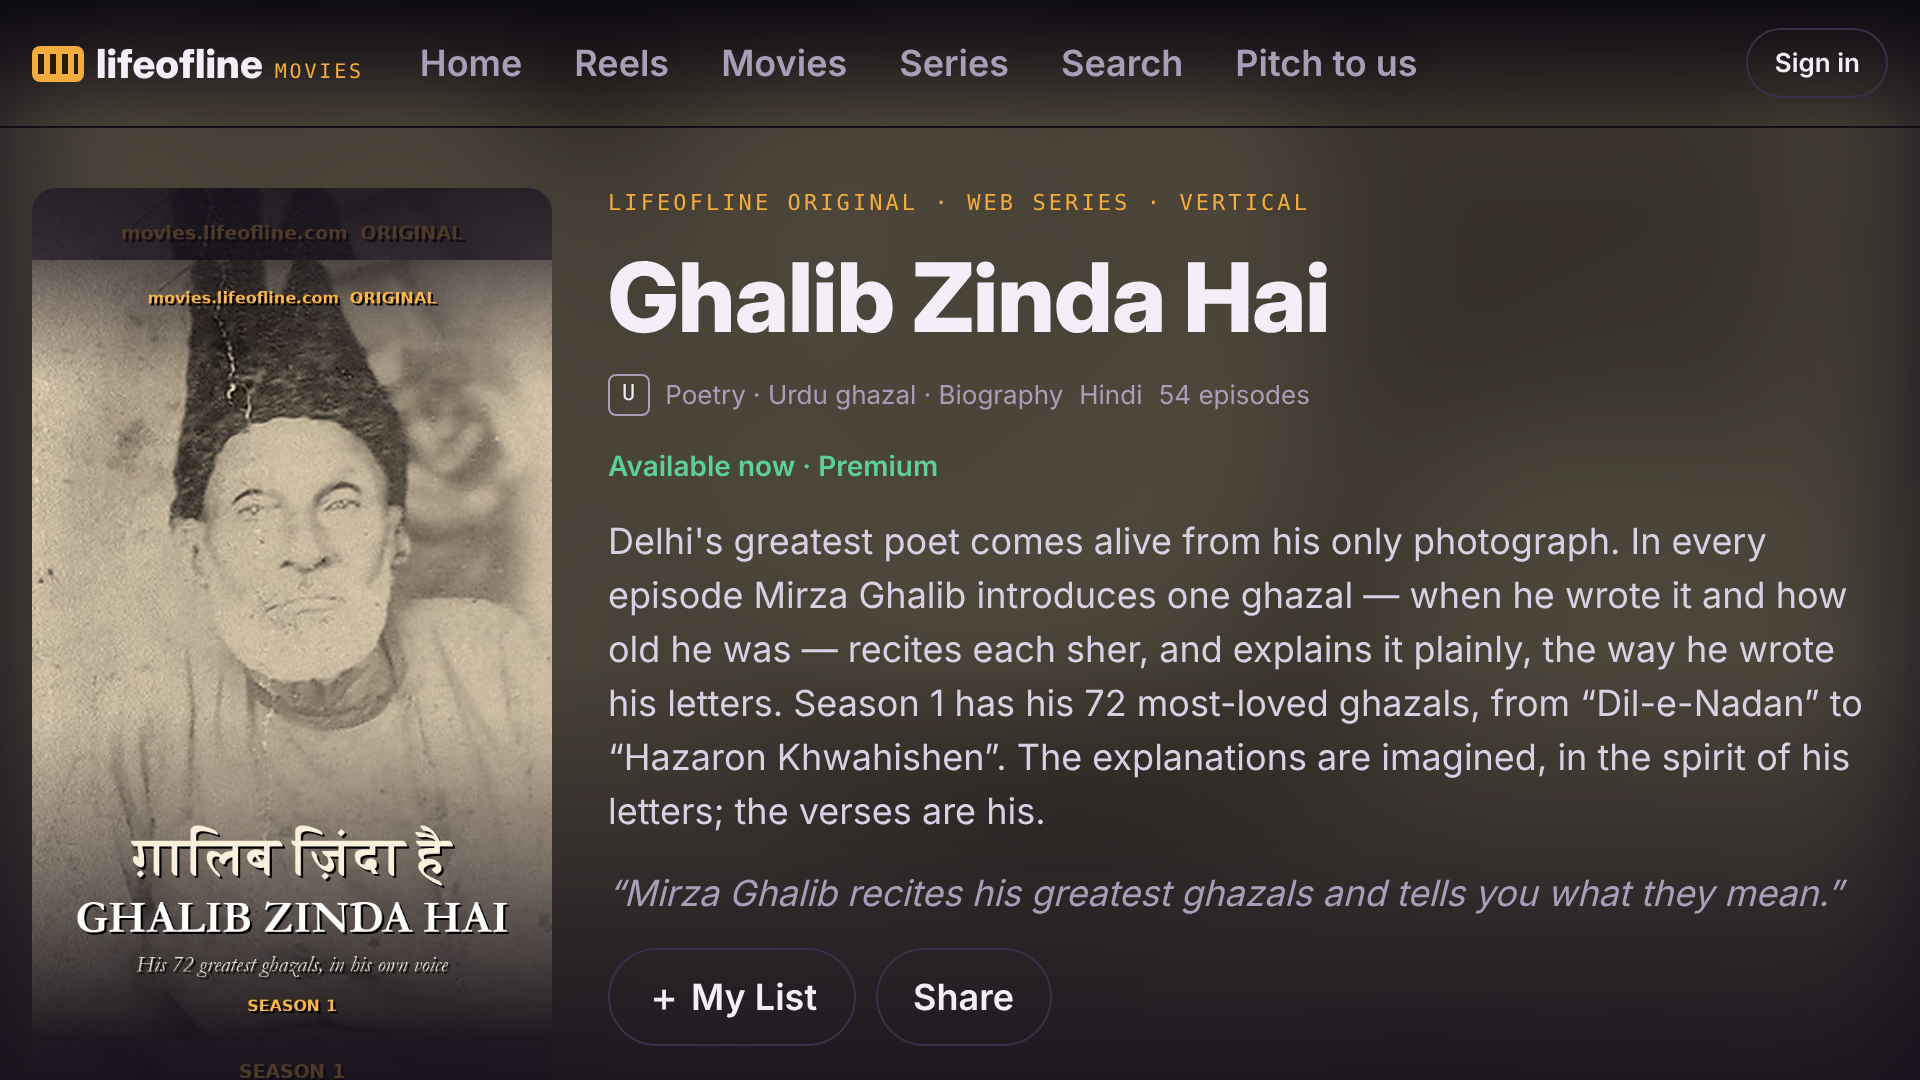 lifeofline MOVIES
Home Reels Movies Series Search Pitch to us
Sign in
movies.lifeofline.com ORIGINAL
movies.lifeofline.com ORIGINAL
ग़ालिब ज़िंदा है
GHALIB ZINDA HAI
His 72 greatest ghazals, in his own voice
SEASON 1
SEASON 1
LIFEOFLINE ORIGINAL · WEB SERIES · VERTICAL
Ghalib Zinda Hai
U Poetry · Urdu ghazal · Biography Hindi 54 episodes
Available now · Premium
Delhi's greatest poet comes alive from his only photograph. In every
episode Mirza Ghalib introduces one ghazal — when he wrote it and how
old he was — recites each sher, and explains it plainly, the way he wrote
his letters. Season 1 has his 72 most-loved ghazals, from “Dil-e-Nadan” to
“Hazaron Khwahishen”. The explanations are imagined, in the spirit of his
letters; the verses are his.
“Mirza Ghalib recites his greatest ghazals and tells you what they mean.”
+ My List
Share